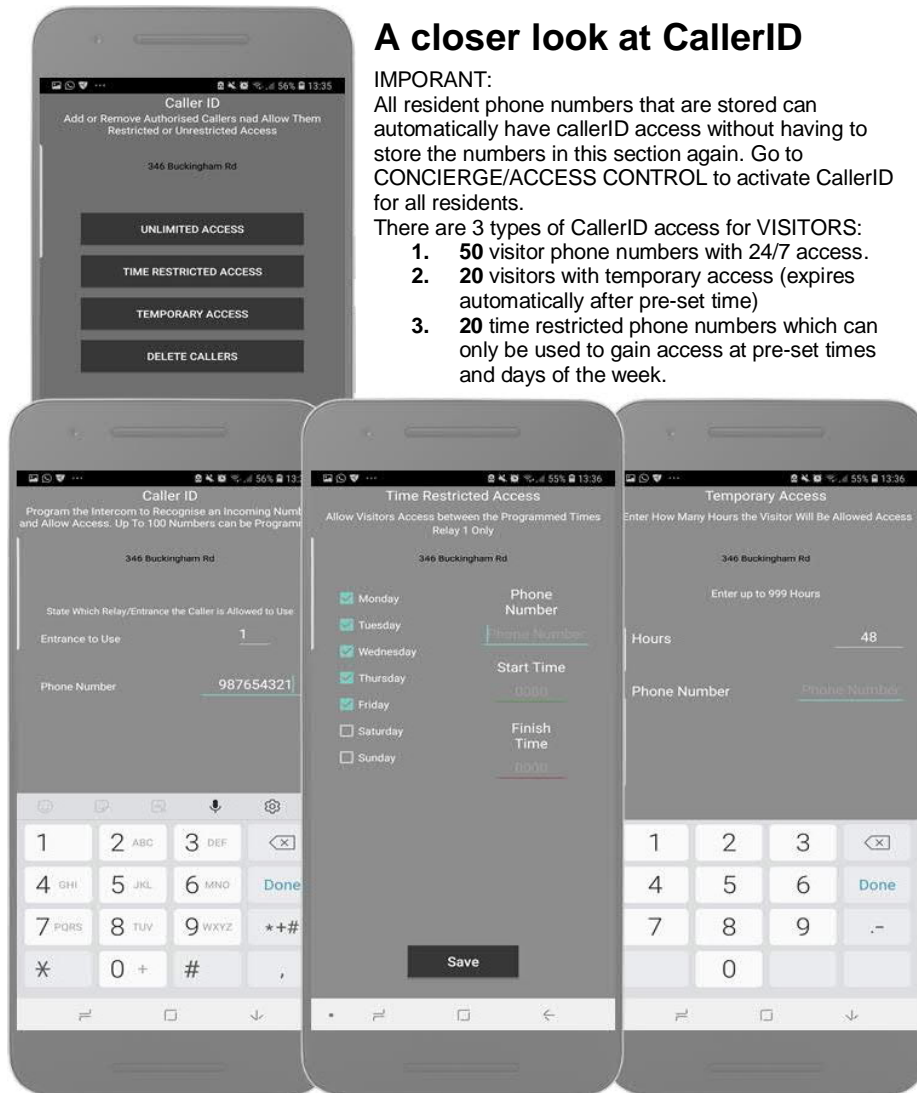 A closer look at CallerID
IMPORANT:
All resident phone numbers that are stored can
automatically have callerID access without having to
store the numbers in this section again. Go to
CONCIERGE/ACCESS CONTROL to activate CallerID
for all residents.
There are 3 types of CallerID access for VISITORS:
1. 50 visitor phone numbers with 24/7 access.
2. 20 visitors with temporary access (expires
automatically after pre-set time)
3. 20 time restricted phone numbers which can
only be used to gain access at pre-set times
and days of the week.
56% 13:35
Caller ID
Add or Remove Authorised Callers nad Allow Them
Restricted or Unrestricted Access
346 Buckingham Rd
UNLIMITED ACCESS
TIME RESTRICTED ACCESS
TEMPORARY ACCESS
DELETE CALLERS
56% 13:
Caller ID
Program the Intercom to Recognise an Incoming Numb
and Allow Access. Up To 100 Numbers can be Programm
346 Buckingham Rd
State Which Relay/Entrance the Caller is Allowed to Use
Entrance to Use 1
Phone Number 987654321
1 2 ABC 3 DEF
4 GHI 5 JKL 6 MNO Done
7 PQRS 8 TUV 9 WXYZ *+#
* 0 + # ,
55% 13:36
Time Restricted Access
Allow Visitors Access between the Programmed Times
Relay 1 Only
346 Buckingham Rd
Monday
Tuesday
Wednesday
Thursday
Friday
Saturday
Sunday
Phone
Number
Phone Number
Start Time
0000
Finish
Time
0000
Save
55% 13:36
Temporary Access
Enter How Many Hours the Visitor Will Be Allowed Access
346 Buckingham Rd
Enter up to 999 Hours
Hours 48
Phone Number Phone Number
1 2 3
4 5 6 Done
7 8 9 .-
0